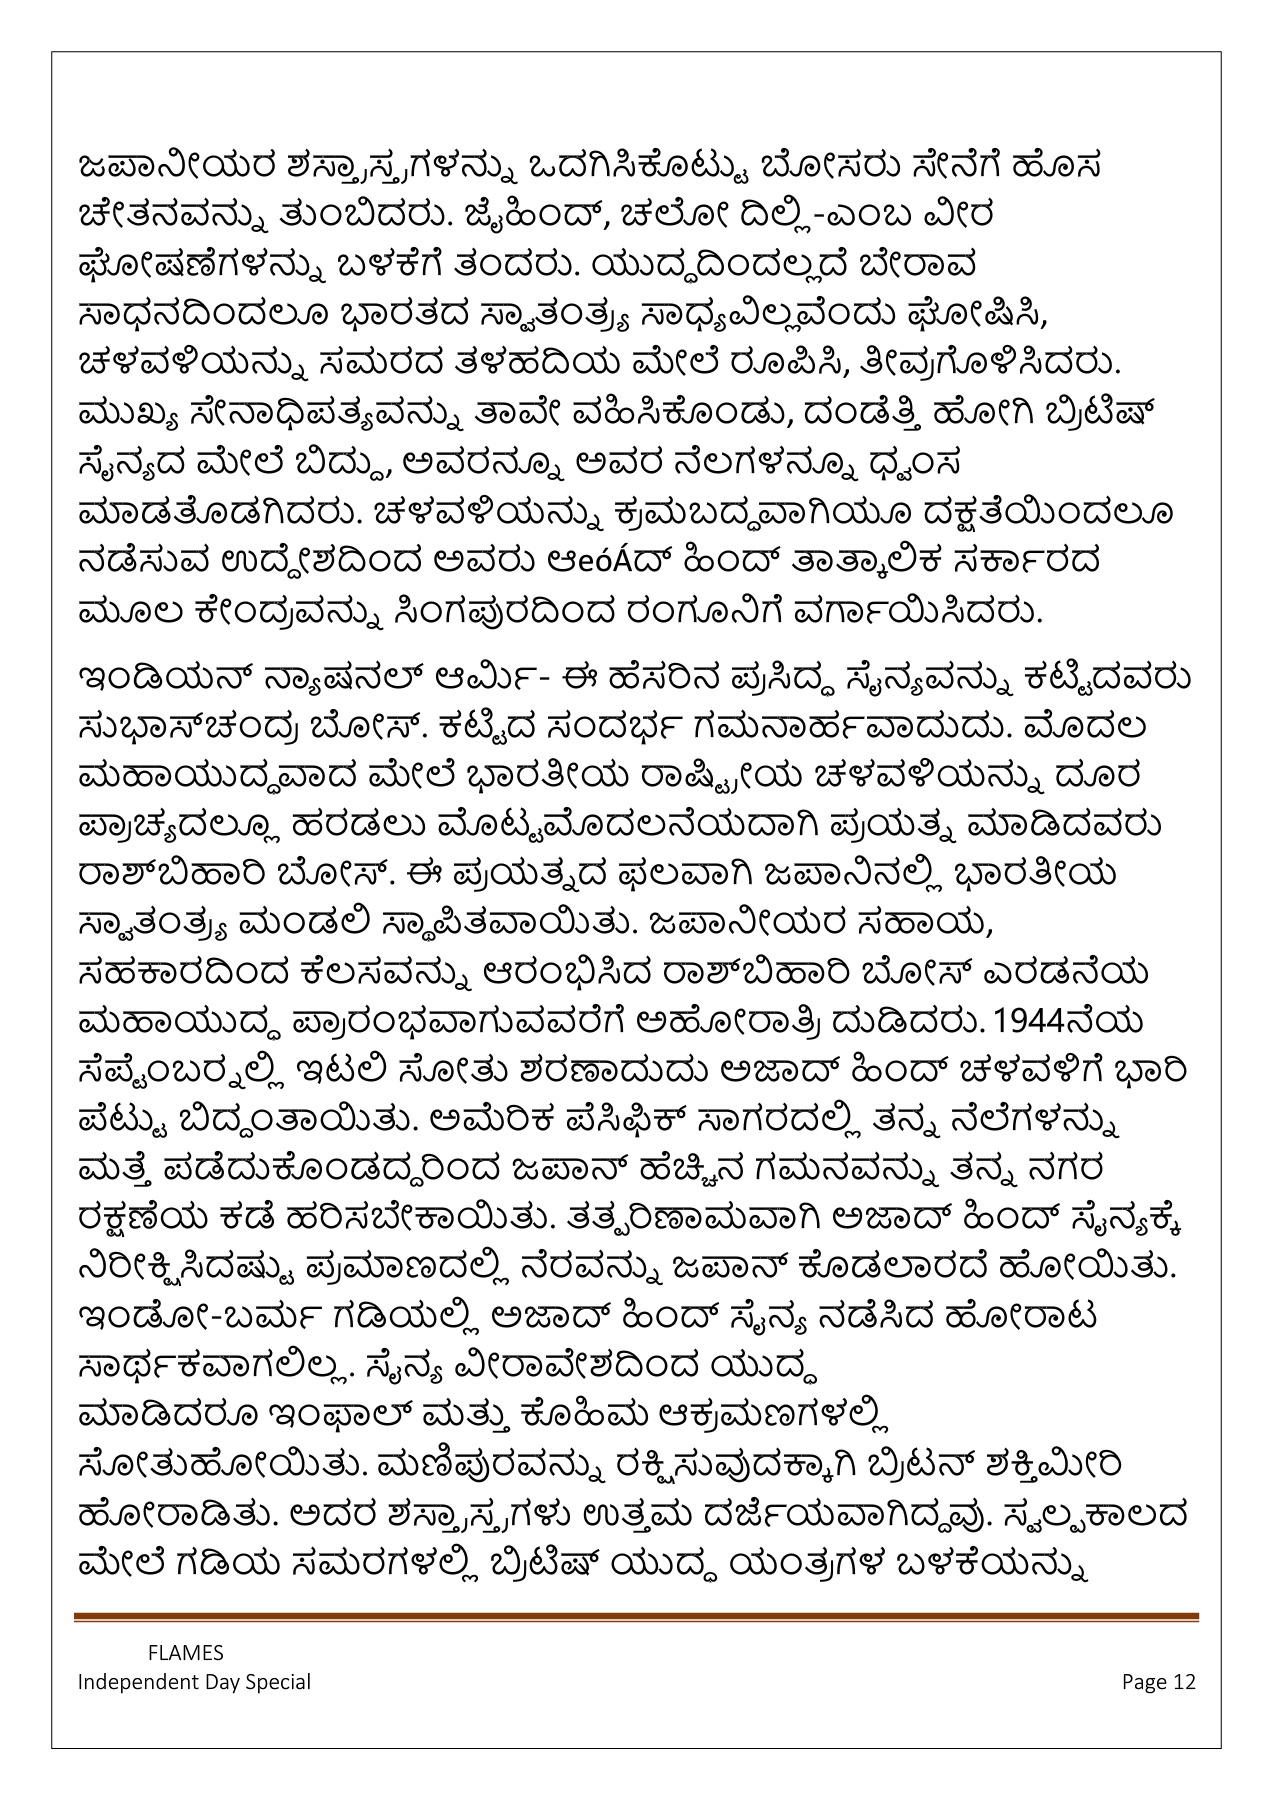 ಜಪಾನೀಯರ ಶಸ್ತ್ರಾಸ್ತ್ರಗಳನ್ನು ಒದಗಿಸಿಕೊಟ್ಟು ಬೋಸರು ಸೇನೆಗೆ ಹೊಸ
ಚೇತನವನ್ನು ತುಂಬಿದರು. ಜೈಹಿಂದ್, ಚಲೋ ದಿಲ್ಲಿ-ಎಂಬ ವೀರ
ಘೋಷಣೆಗಳನ್ನು ಬಳಕೆಗೆ ತಂದರು. ಯುದ್ಧದಿಂದಲ್ಲದೆ ಬೇರಾವ
ಸಾಧನದಿಂದಲೂ ಭಾರತದ ಸ್ವಾತಂತ್ರ್ಯ ಸಾಧ್ಯವಿಲ್ಲವೆಂದು ಘೋಷಿಸಿ,
ಚಳವಳಿಯನ್ನು ಸಮರದ ತಳಹದಿಯ ಮೇಲೆ ರೂಪಿಸಿ, ತೀವ್ರಗೊಳಿಸಿದರು.
ಮುಖ್ಯ ಸೇನಾಧಿಪತ್ಯವನ್ನು ತಾವೇ ವಹಿಸಿಕೊಂಡು, ದಂಡೆತ್ತಿ ಹೋಗಿ ಬ್ರಿಟಿಷ್
ಸೈನ್ಯದ ಮೇಲೆ ಬಿದ್ದು, ಅವರನ್ನೂ ಅವರ ನೆಲಗಳನ್ನೂ ಧ್ವಂಸ
ಮಾಡತೊಡಗಿದರು. ಚಳವಳಿಯನ್ನು ಕ್ರಮಬದ್ಧವಾಗಿಯೂ ದಕ್ಷತೆಯಿಂದಲೂ
ನಡೆಸುವ ಉದ್ದೇಶದಿಂದ ಅವರು ಆeóÁದ್ ಹಿಂದ್ ತಾತ್ಕಾಲಿಕ ಸರ್ಕಾರದ
ಮೂಲ ಕೇಂದ್ರವನ್ನು ಸಿಂಗಪುರದಿಂದ ರಂಗೂನಿಗೆ ವರ್ಗಾಯಿಸಿದರು.
ಇಂಡಿಯನ್ ನ್ಯಾಷನಲ್ ಆರ್ಮಿ- ಈ ಹೆಸರಿನ ಪ್ರಸಿದ್ಧ ಸೈನ್ಯವನ್ನು ಕಟ್ಟಿದವರು
ಸುಭಾಸ್‌ಚಂದ್ರ ಬೋಸ್. ಕಟ್ಟಿದ ಸಂದರ್ಭ ಗಮನಾರ್ಹವಾದುದು. ಮೊದಲ
ಮಹಾಯುದ್ಧವಾದ ಮೇಲೆ ಭಾರತೀಯ ರಾಷ್ಟ್ರೀಯ ಚಳವಳಿಯನ್ನು ದೂರ
ಪ್ರಾಚ್ಯದಲ್ಲೂ ಹರಡಲು ಮೊಟ್ಟಮೊದಲನೆಯದಾಗಿ ಪ್ರಯತ್ನ ಮಾಡಿದವರು
ರಾಶ್‌ಬಿಹಾರಿ ಬೋಸ್. ಈ ಪ್ರಯತ್ನದ ಫಲವಾಗಿ ಜಪಾನಿನಲ್ಲಿ ಭಾರತೀಯ
ಸ್ವಾತಂತ್ರ್ಯ ಮಂಡಲಿ ಸ್ಥಾಪಿತವಾಯಿತು. ಜಪಾನೀಯರ ಸಹಾಯ,
ಸಹಕಾರದಿಂದ ಕೆಲಸವನ್ನು ಆರಂಭಿಸಿದ ರಾಶ್‌ಬಿಹಾರಿ ಬೋಸ್ ಎರಡನೆಯ
ಮಹಾಯುದ್ಧ ಪ್ರಾರಂಭವಾಗುವವರೆಗೆ ಅಹೋರಾತ್ರಿ ದುಡಿದರು. 1944ನೆಯ
ಸೆಪ್ಟೆಂಬರ‍್ನಲ್ಲಿ ಇಟಲಿ ಸೋತು ಶರಣಾದುದು ಅಜಾದ್ ಹಿಂದ್ ಚಳವಳಿಗೆ ಭಾರಿ
ಪೆಟ್ಟು ಬಿದ್ದಂತಾಯಿತು. ಅಮೆರಿಕ ಪೆಸಿಫಿಕ್ ಸಾಗರದಲ್ಲಿ ತನ್ನ ನೆಲೆಗಳನ್ನು
ಮತ್ತೆ ಪಡೆದುಕೊಂಡದ್ದರಿಂದ ಜಪಾನ್ ಹೆಚ್ಚಿನ ಗಮನವನ್ನು ತನ್ನ ನಗರ
ರಕ್ಷಣೆಯ ಕಡೆ ಹರಿಸಬೇಕಾಯಿತು. ತತ್ಪರಿಣಾಮವಾಗಿ ಅಜಾದ್ ಹಿಂದ್ ಸೈನ್ಯಕ್ಕೆ
ನಿರೀಕ್ಷಿಸಿದಷ್ಟು ಪ್ರಮಾಣದಲ್ಲಿ ನೆರವನ್ನು ಜಪಾನ್ ಕೊಡಲಾರದೆ ಹೋಯಿತು.
ಇಂಡೋ-ಬರ್ಮ ಗಡಿಯಲ್ಲಿ ಅಜಾದ್ ಹಿಂದ್ ಸೈನ್ಯ ನಡೆಸಿದ ಹೋರಾಟ
ಸಾರ್ಥಕವಾಗಲಿಲ್ಲ. ಸೈನ್ಯ ವೀರಾವೇಶದಿಂದ ಯುದ್ಧ
ಮಾಡಿದರೂ ಇಂಫಾಲ್ ಮತ್ತು ಕೊಹಿಮ ಆಕ್ರಮಣಗಳಲ್ಲಿ
ಸೋತುಹೋಯಿತು. ಮಣಿಪುರವನ್ನು ರಕ್ಷಿಸುವುದಕ್ಕಾಗಿ ಬ್ರಿಟನ್ ಶಕ್ತಿಮೀರಿ
ಹೋರಾಡಿತು. ಅದರ ಶಸ್ತ್ರಾಸ್ತ್ರಗಳು ಉತ್ತಮ ದರ್ಜೆಯವಾಗಿದ್ದವು. ಸ್ವಲ್ಪಕಾಲದ
ಮೇಲೆ ಗಡಿಯ ಸಮರಗಳಲ್ಲಿ ಬ್ರಿಟಿಷ್ ಯುದ್ಧ ಯಂತ್ರಗಳ ಬಳಕೆಯನ್ನು
FLAMES
Independent Day Special Page 12